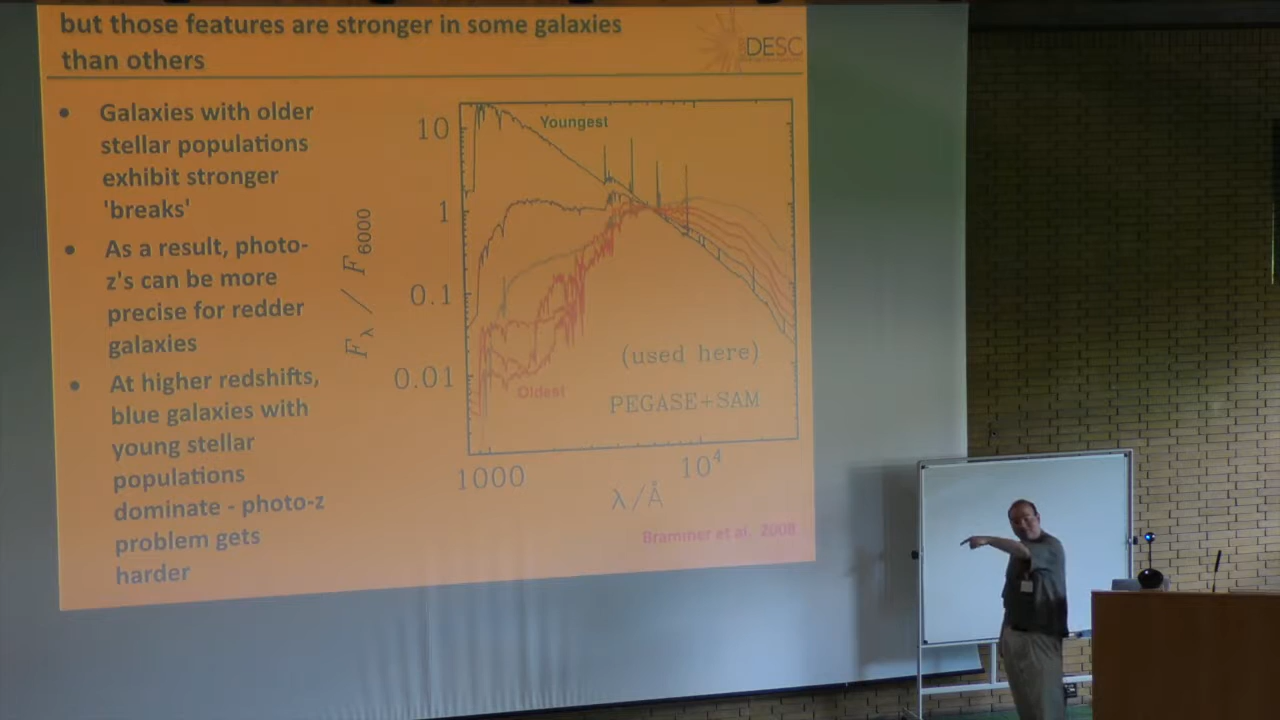 but those features are stronger in some galaxies
than others
DESC
• Galaxies with older
stellar populations
exhibit stronger
'breaks'
• As a result, photo-
z's can be more
precise for redder
galaxies
• At higher redshifts,
blue galaxies with
young stellar
populations
dominate - photo-z
problem gets
harder
10
1
0.1
0.01
Fλ / F6000
Youngest
Oldest
(used here)
PEGASE+SAM
1000
10⁴
λ/Å
Brammer et al. 2008